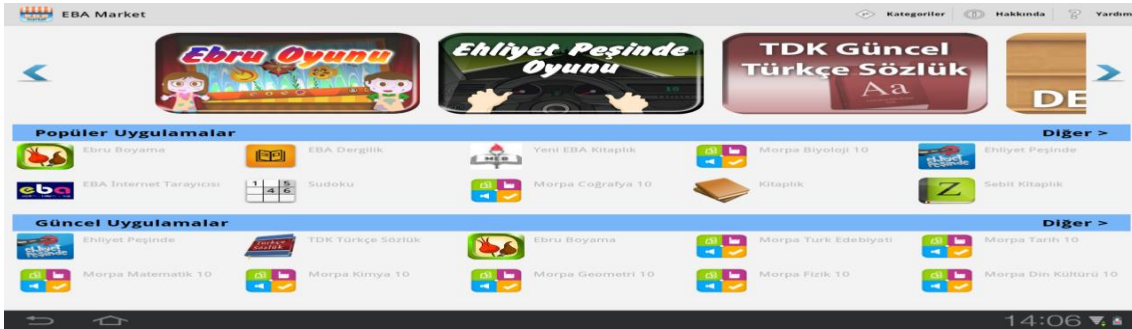 EBA Market Kategoriler Hakkında Yardım
Ebru Oyunu
Ehliyet Peşinde
Oyunu
TDK Güncel
Türkçe Sözlük
Aa
DE
Popüler Uygulamalar Diğer >
Ebru Boyama EBA Dergilik Yeni EBA Kitaplık Morpa Biyoloji 10 Ehliyet Peşinde
EBA İnternet Tarayıcısı Sudoku Morpa Coğrafya 10 Kitaplık Sebit Kitaplık
Güncel Uygulamalar Diğer >
Ehliyet Peşinde TDK Türkçe Sözlük Ebru Boyama Morpa Turk Edebiyati Morpa Tarih 10
Morpa Matematik 10 Morpa Kimya 10 Morpa Geometri 10 Morpa Fizik 10 Morpa Din Kültürü 10
14:06